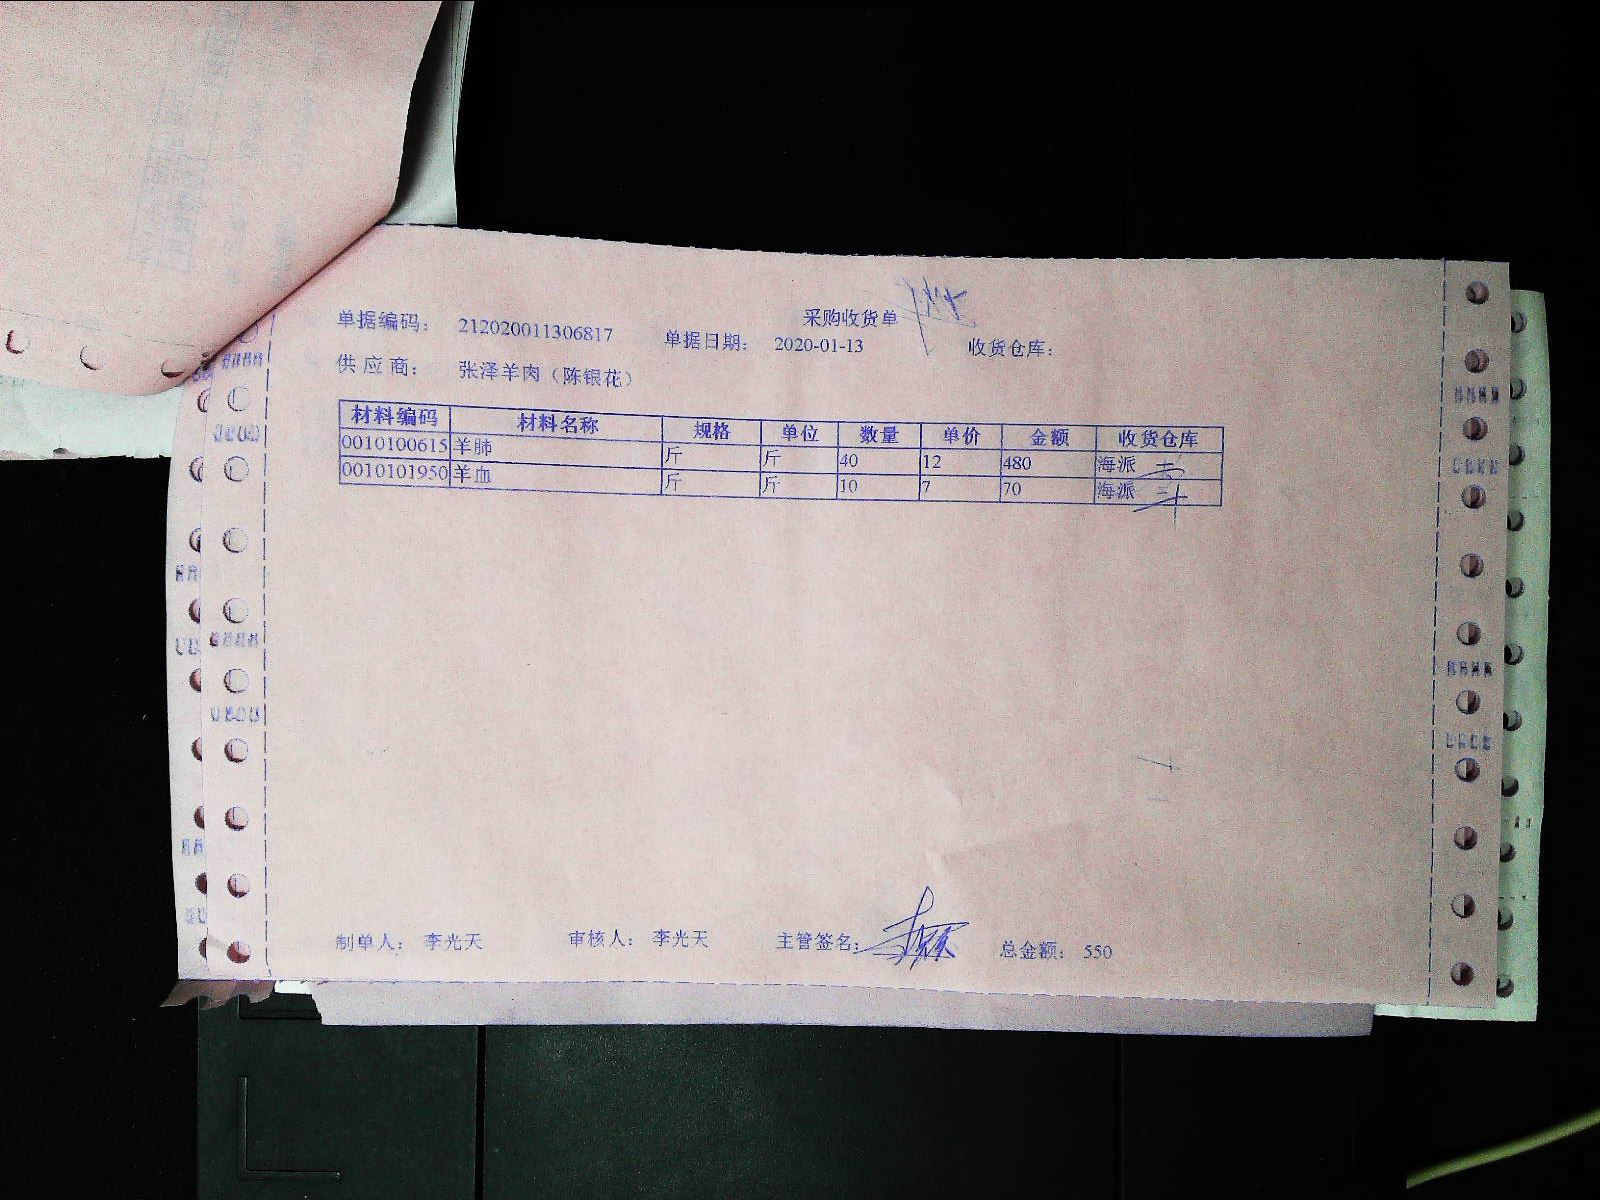 采购收货单
单据编码： 212020011306817 单据日期： 2020-01-13 收货仓库：
供 应 商： 张泽羊肉（陈银花）
材料编码 材料名称 规格 单位 数量 单价 金额 收货仓库
0010100615 羊肺 斤 斤 40 12 480 海派
0010101950 羊血 斤 斤 10 7 70 海派
制单人： 李光天 审核人： 李光天 主管签名： 总金额： 550